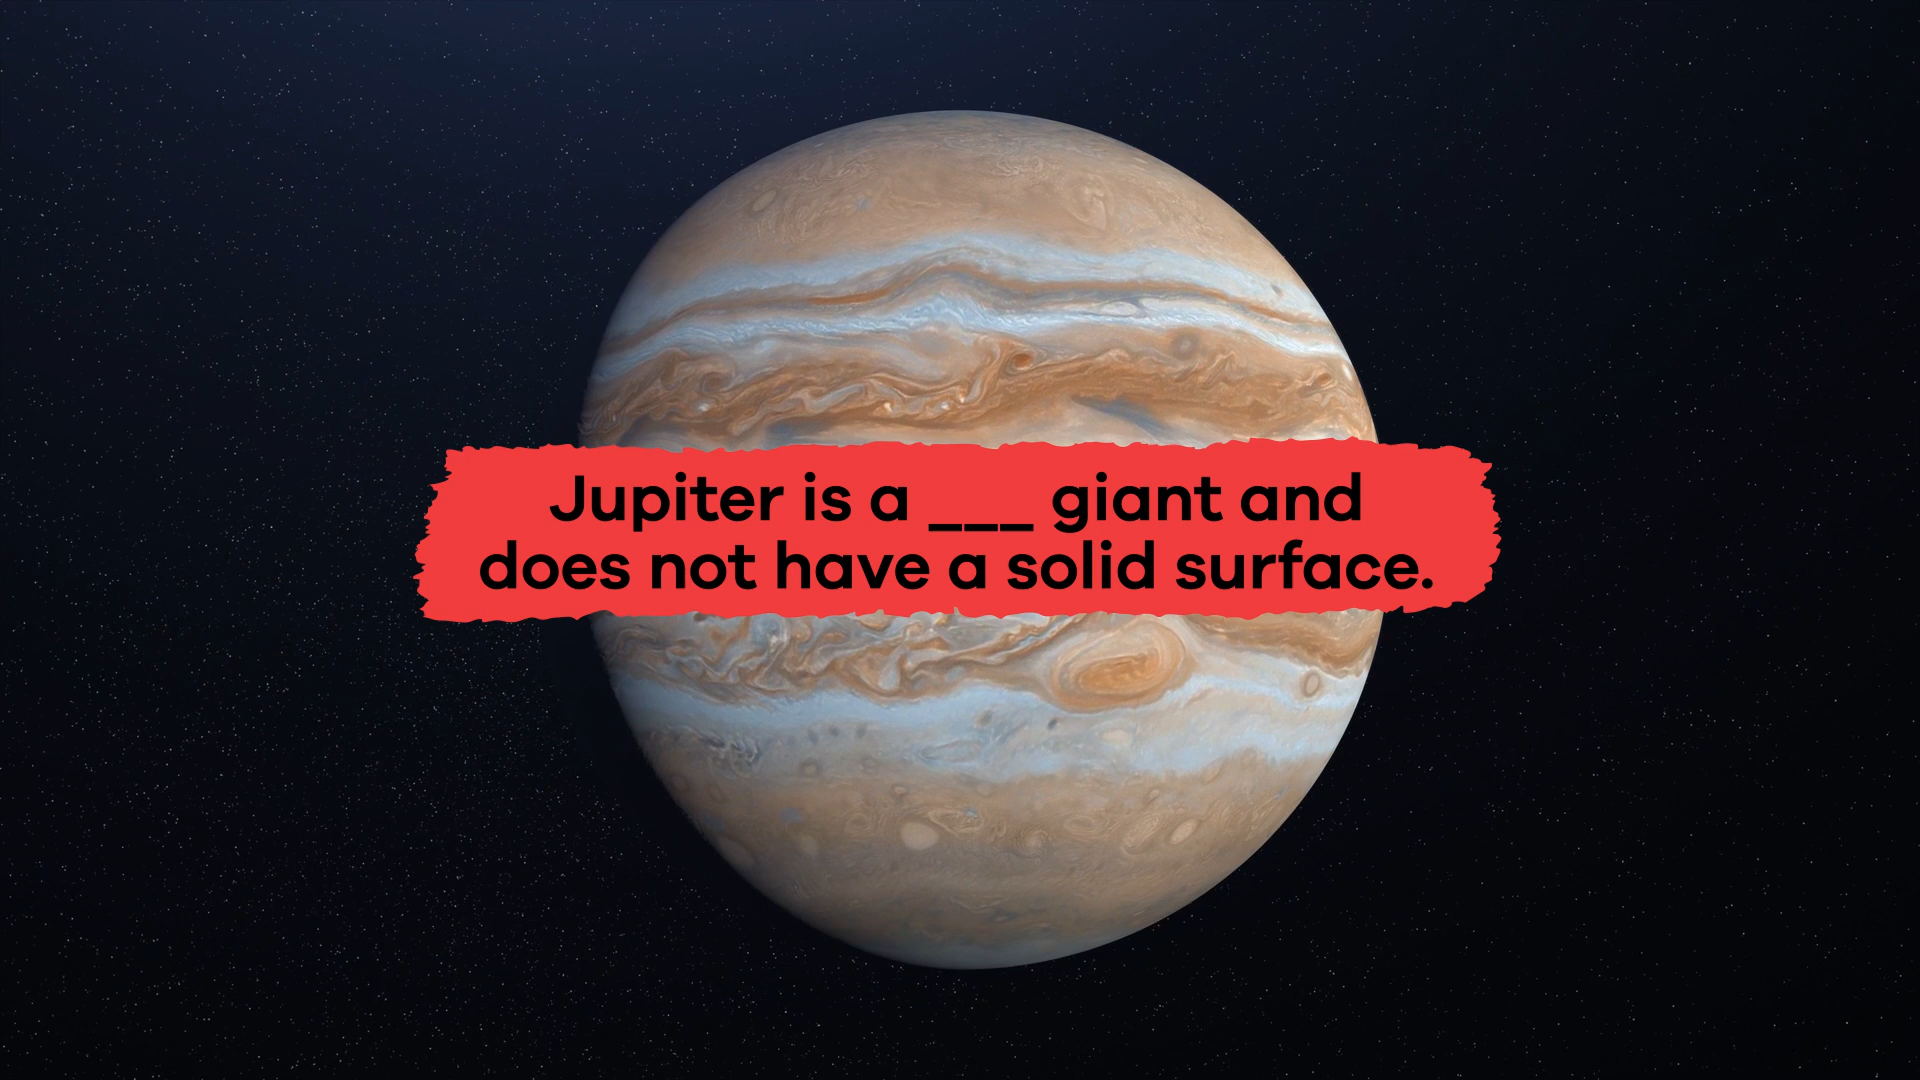 Jupiter is a ___ giant and
does not have a solid surface.